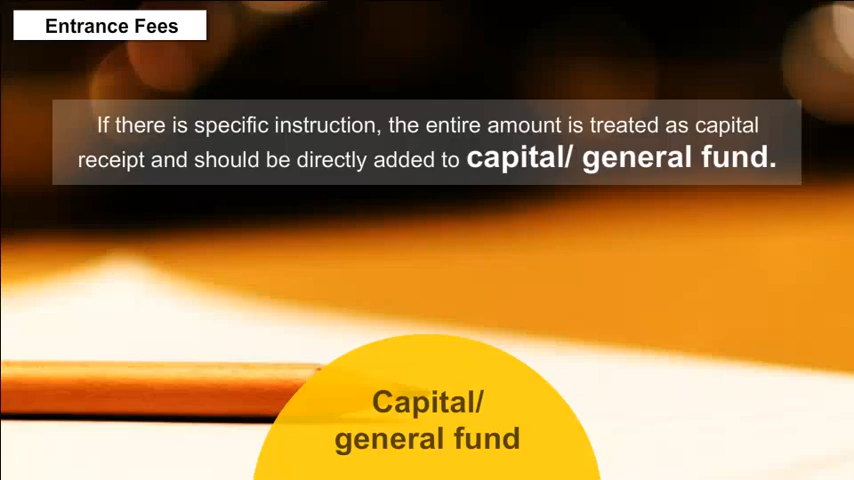 Entrance Fees
If there is specific instruction, the entire amount is treated as capital
receipt and should be directly added to capital/ general fund.
Capital/
general fund